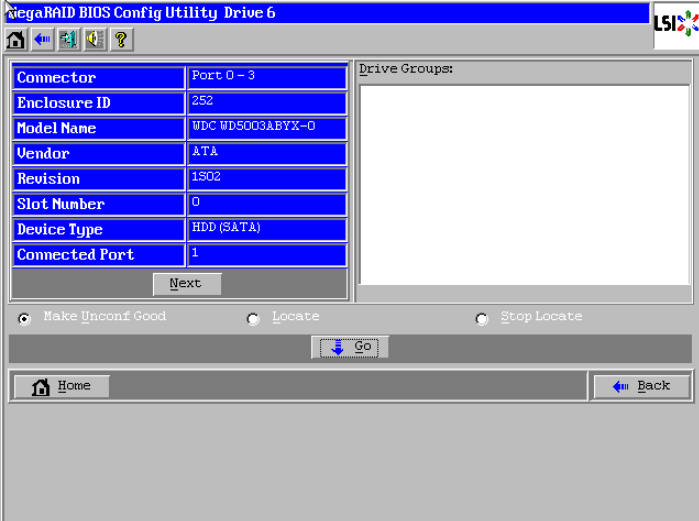 MegaRAID BIOS Config Utility Drive 6
LSI
Connector Port 0 - 3
Enclosure ID 252
Model Name WDC WD5003ABYX-0
Vendor ATA
Revision 1S02
Slot Number 0
Device Type HDD (SATA)
Connected Port 1
Next
Drive Groups:
Make Unconf Good Locate Stop Locate
Go
Home Back